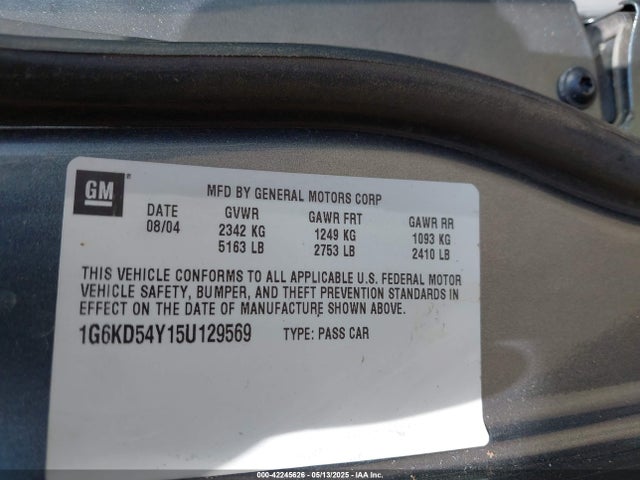 GM
MFD BY GENERAL MOTORS CORP
DATE GVWR GAWR FRT GAWR RR
08/04 2342 KG 1249 KG 1093 KG
5163 LB 2753 LB 2410 LB
THIS VEHICLE CONFORMS TO ALL APPLICABLE U.S. FEDERAL MOTOR
VEHICLE SAFETY, BUMPER, AND THEFT PREVENTION STANDARDS IN
EFFECT ON THE DATE OF MANUFACTURE SHOWN ABOVE.
1G6KD54Y15U129569 TYPE: PASS CAR
000-42245626 - 05/13/2025 - IAA Inc.